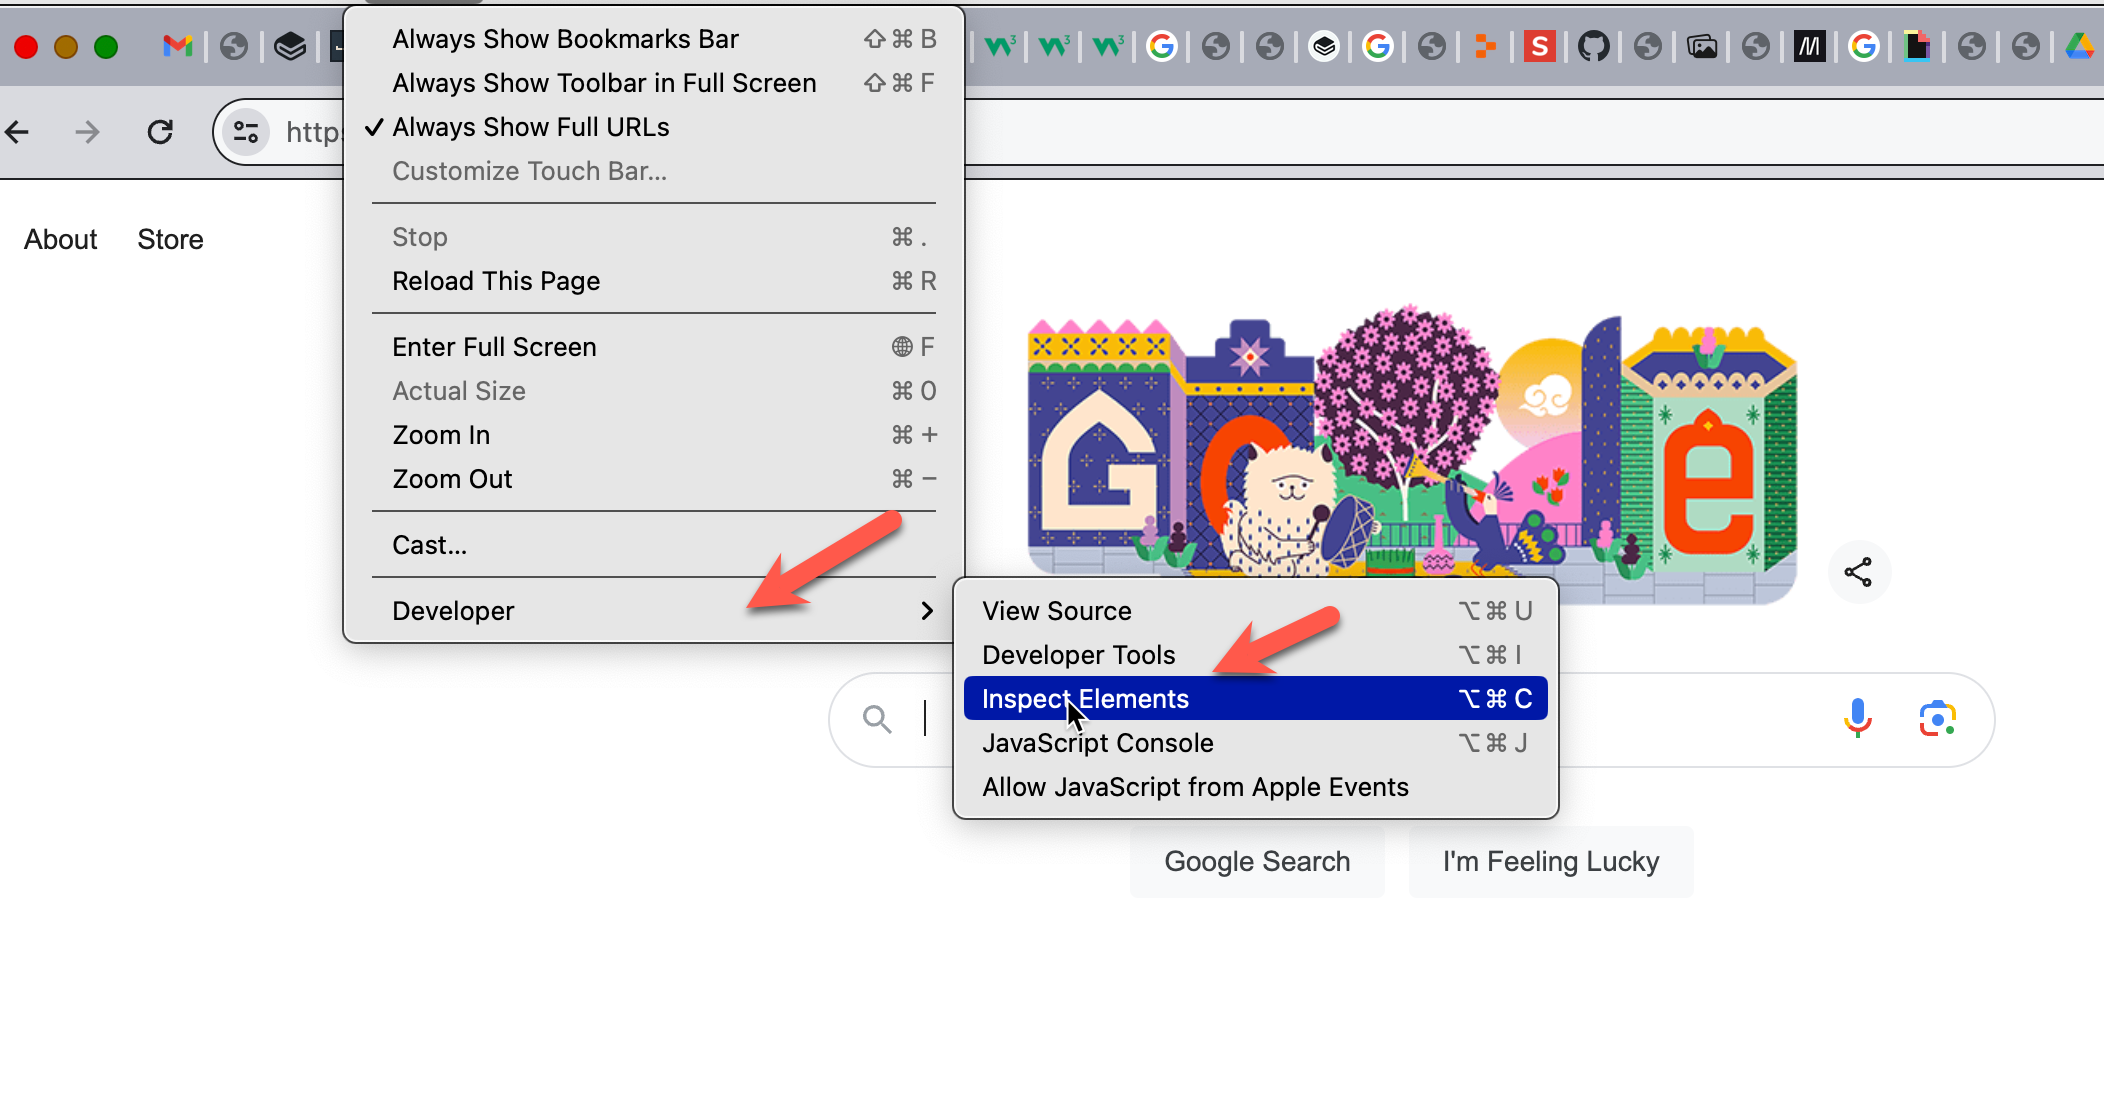 Always Show Bookmarks Bar ⇧⌘B
Always Show Toolbar in Full Screen ⇧⌘F
✓ Always Show Full URLs
Customize Touch Bar...
http
About Store
Stop ⌘.
Reload This Page ⌘R
Enter Full Screen F
Actual Size ⌘0
Zoom In ⌘+
Zoom Out ⌘−
Cast...
Developer >
View Source ⌥⌘U
Developer Tools ⌥⌘I
Inspect Elements ⌥⌘C
JavaScript Console ⌥⌘J
Allow JavaScript from Apple Events
Google Search I'm Feeling Lucky